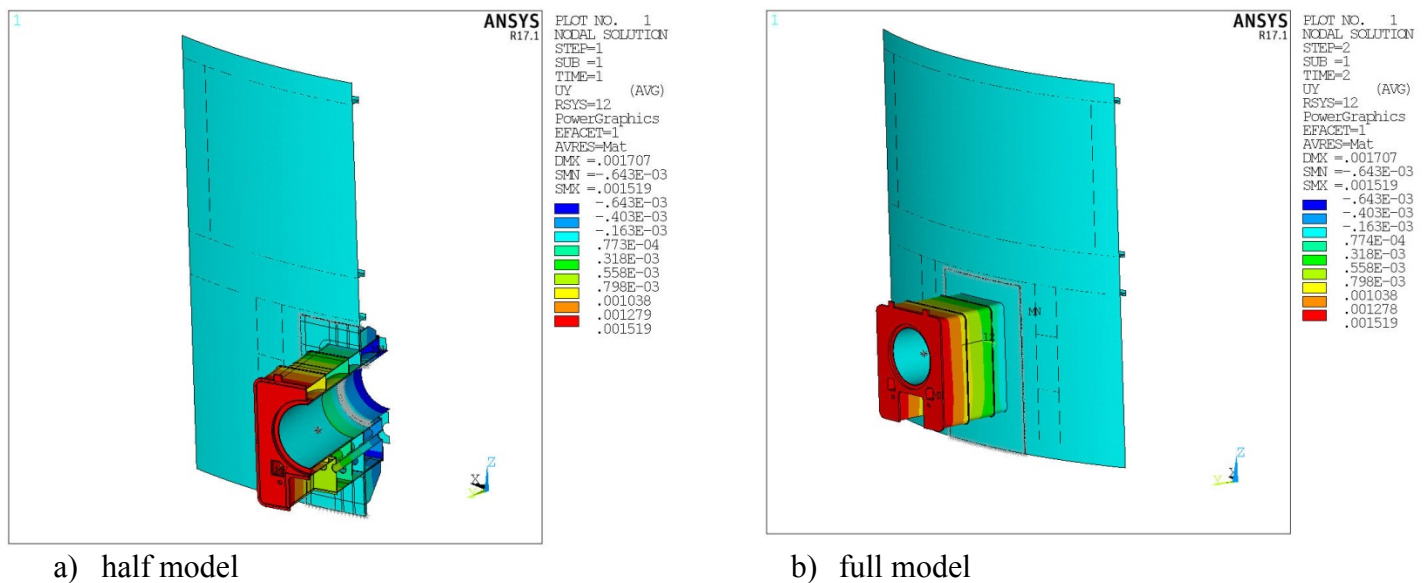 1
ANSYS
R17.1
PLOT NO. 1
NODAL SOLUTION
STEP=1
SUB =1
TIME=1
UY (AVG)
RSYS=12
PowerGraphics
EFACET=1
AVRES=Mat
DMX =.001707
SMN =-.643E-03
SMX =.001519
-.643E-03
-.403E-03
-.163E-03
.773E-04
.318E-03
.558E-03
.798E-03
.001038
.001279
.001519
X
Y
Z
a) half model
1
ANSYS
R17.1
PLOT NO. 1
NODAL SOLUTION
STEP=2
SUB =1
TIME=2
UY (AVG)
RSYS=12
PowerGraphics
EFACET=1
AVRES=Mat
DMX =.001707
SMN =-.643E-03
SMX =.001519
-.643E-03
-.403E-03
-.163E-03
.774E-04
.318E-03
.558E-03
.798E-03
.001038
.001278
.001519
MN
12
Z
Y
X
b) full model